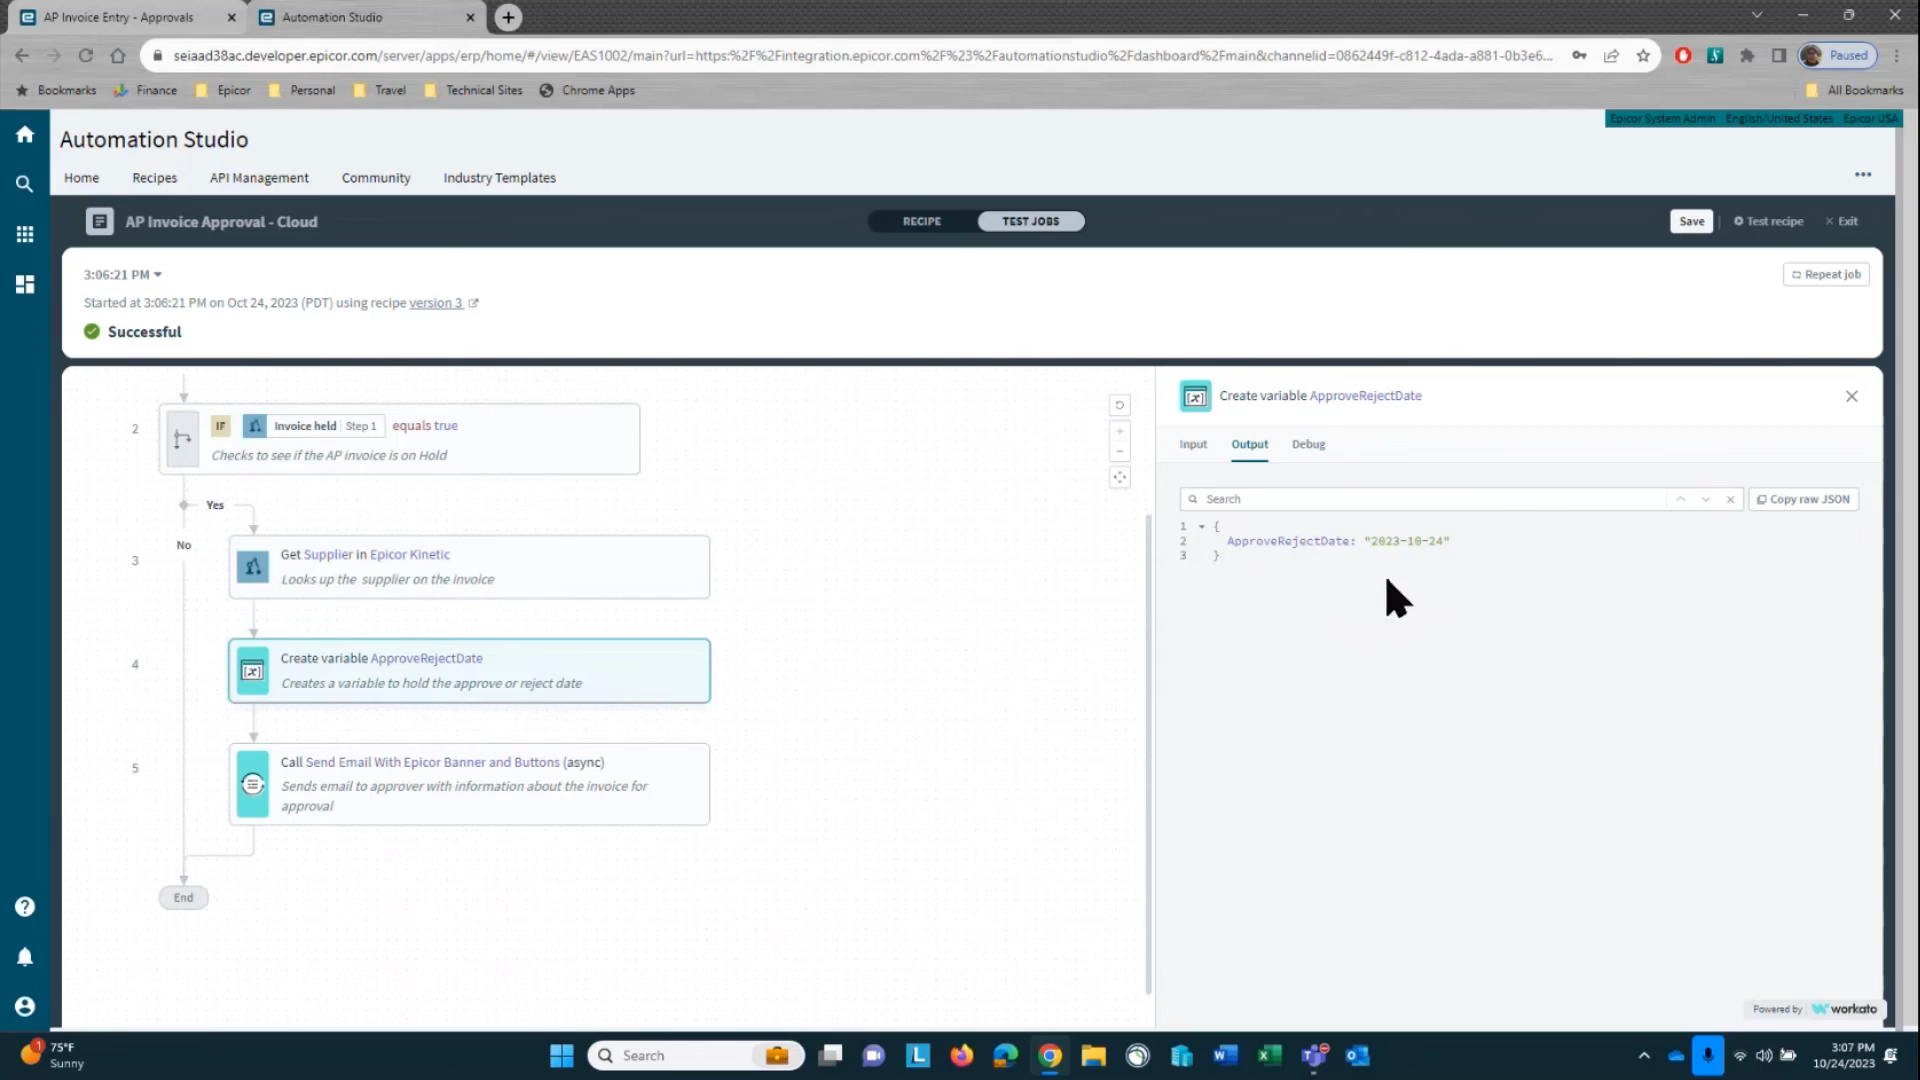 AP Invoice Entry - Approvals
Automation Studio
seiaad38ac.developer.epicor.com/server/apps/erp/home/#/view/EAS1002/main?url=https:%2F%2Fintegration.epicor.com%2F%23%2Fautomationstudio%2Fdashboard%2Fmain&channelid=0862449f-c812-4ada-a881-0b3e6...
Paused
Bookmarks Finance Epicor Personal Travel Technical Sites Chrome Apps All Bookmarks
Epicor System Admin English/United States Epicor USA
Automation Studio
Home Recipes API Management Community Industry Templates
AP Invoice Approval - Cloud
RECIPE TEST JOBS
Save Test recipe Exit
3:06:21 PM
Repeat job
Started at 3:06:21 PM on Oct 24, 2023 (PDT) using recipe version 3
Successful
2
IF Invoice held Step 1 equals true
Checks to see if the AP invoice is on Hold
Yes
No
3
Get Supplier in Epicor Kinetic
Looks up the supplier on the invoice
4
Create variable ApproveRejectDate
Creates a variable to hold the approve or reject date
5
Call Send Email With Epicor Banner and Buttons (async)
Sends email to approver with information about the invoice for
approval
End
Create variable ApproveRejectDate
Input Output Debug
Search
Copy raw JSON
1 {
2 ApproveRejectDate: "2023-10-24"
3 }
Powered by workato
1
75°F
Sunny
Search
3:07 PM
10/24/2023